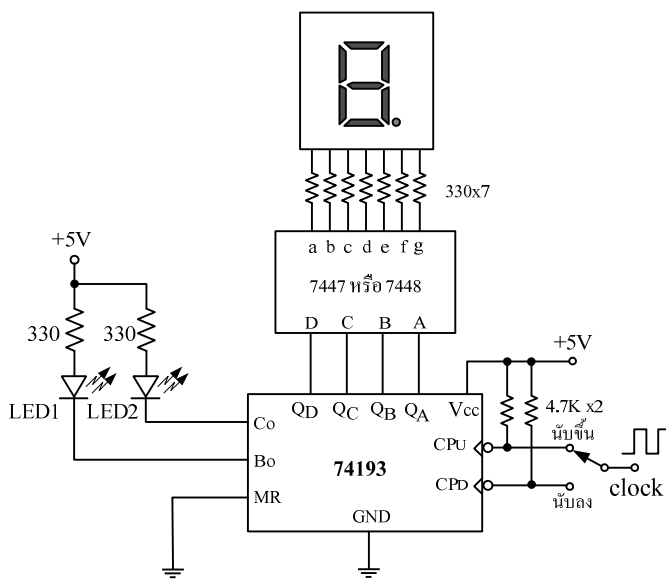 330x7
a b c d e f g
7447 หรือ 7448
D C B A
+5V
330 330
LED1 LED2
+5V
4.7K x2
QD QC QB QA Vcc
Co
Bo
MR
74193
GND
CPU
CPD
นับขึ้น
นับลง
clock